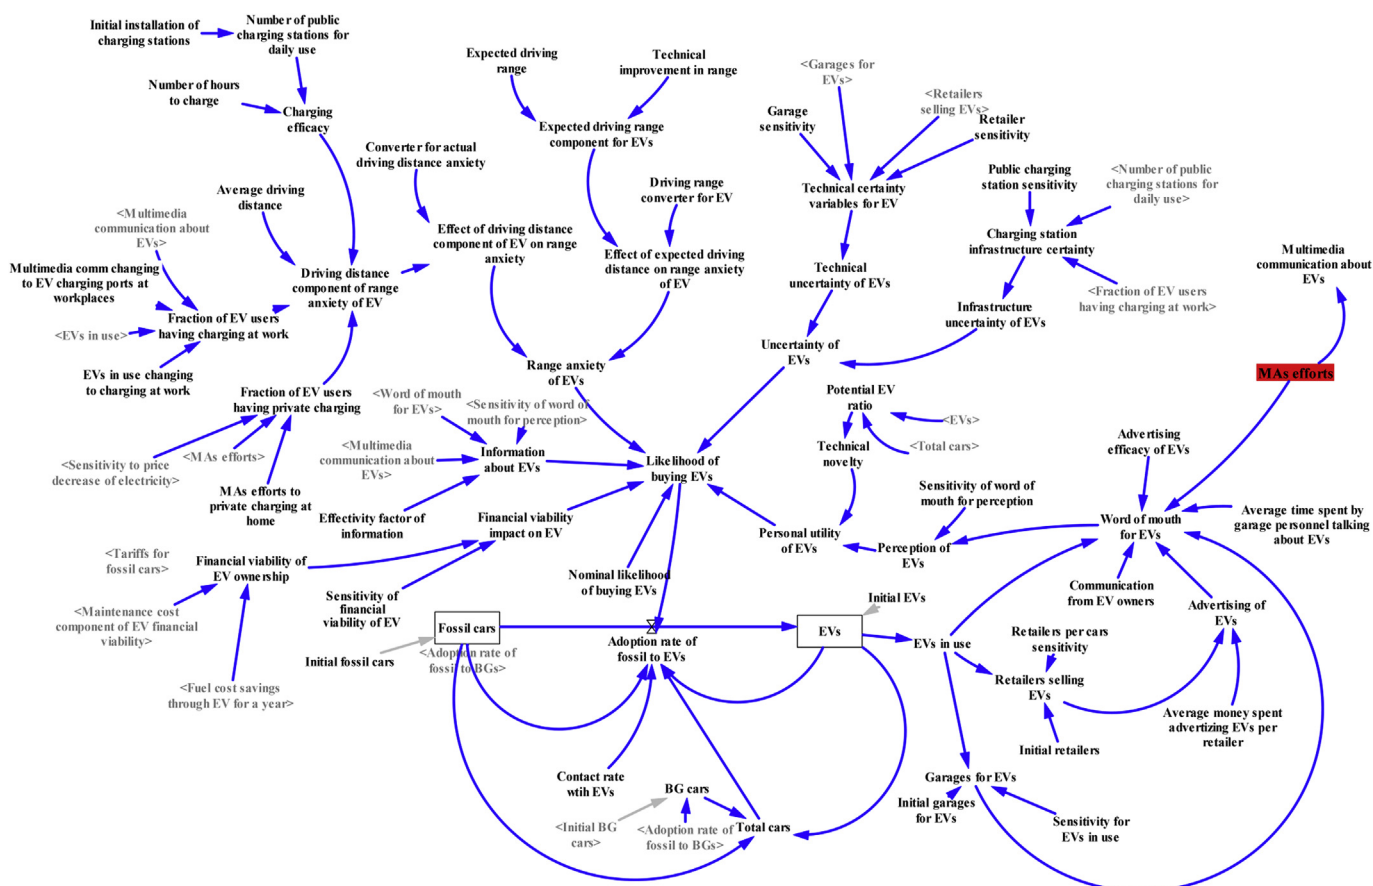 Initial installation of
charging stations
Number of public
charging stations for
daily use
Number of hours
to charge
Charging
efficacy
Expected driving
range
Technical
improvement in range
Expected driving range
component for EVs
Converter for actual
driving distance anxiety
Average driving
distance
<Multimedia
communication about
EVs>
Multimedia comm changing
to EV charging ports at
workplaces
<EVs in use>
Fraction of EV users
having charging at work
EVs in use changing
to charging at work
Driving distance
component of range
anxiety of EV
Effect of driving distance
component of EV on range
anxiety
Driving range
converter for EV
Effect of expected driving
distance on range anxiety
of EV
<Garages for
EVs>
<Retailers
selling EVs>
Garage
sensitivity
Retailer
sensitivity
Technical certainty
variables for EV
Technical
uncertainty of EVs
Public charging
station sensitivity
<Number of public
charging stations for
daily use>
Charging station
infrastructure certainty
<Fraction of EV users
having charging at work>
Infrastructure
uncertainty of EVs
Uncertainty of
EVs
Multimedia
communication about
EVs
MAs efforts
Range anxiety
of EVs
Fraction of EV users
having private charging
<Sensitivity to price
decrease of electricity>
<MAs efforts>
MAs efforts to
private charging at
home
<Word of mouth
for EVs>
<Sensitivity of word of
mouth for perception>
<Multimedia
communication about
EVs>
Information
about EVs
Effectivity factor of
information
Likelihood of
buying EVs
Potential EV
ratio
<EVs>
<Total cars>
Technical
novelty
Personal utility
of EVs
Sensitivity of word of
mouth for perception
Perception of
EVs
Advertising
efficacy of EVs
Word of mouth
for EVs
Average time spent by
garage personnel talking
about EVs
Communication
from EV owners
Advertising of
EVs
<Tariffs for
fossil cars>
Financial viability of
EV ownership
<Maintenance cost
component of EV financial
viability>
<Fuel cost savings
through EV for a year>
Financial viability
impact on EV
Sensitivity of
financial
viability of EV
Nominal likelihood
of buying EVs
Fossil cars
Initial fossil cars
<Adoption rate of
fossil to BGs>
Adoption rate of
fossil to EVs
Initial EVs
EVs
EVs in use
Retailers per cars
sensitivity
Retailers selling
EVs
Initial retailers
Average money spent
advertizing EVs per
retailer
Garages for EVs
Initial garages
for EVs
Sensitivity for
EVs in use
Contact rate
wtih EVs
BG cars
<Initial BG
cars>
<Adoption rate of
fossil to BGs>
Total cars